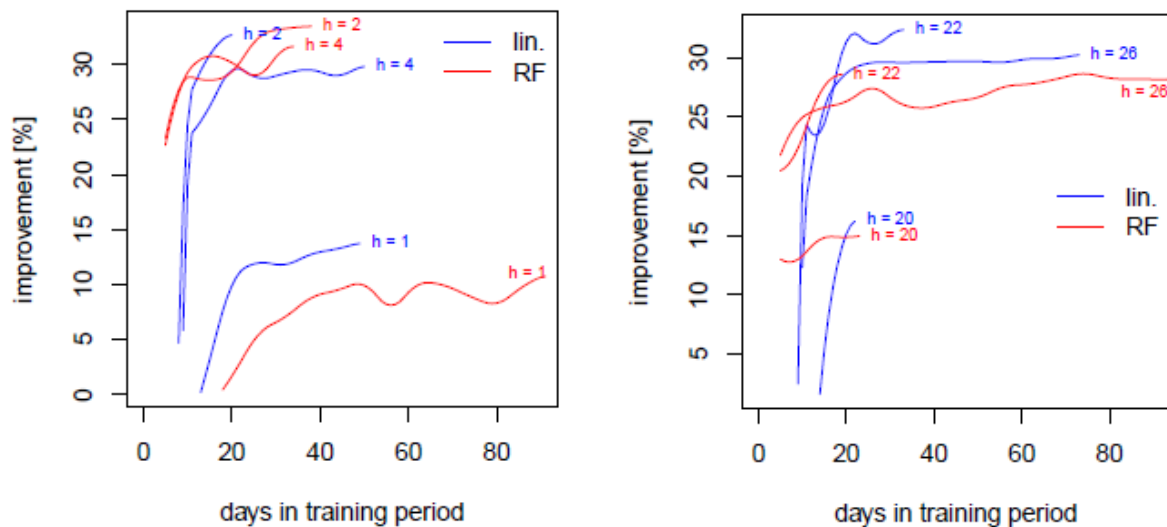 h = 2
h = 2
h = 4
h = 4
lin.
RF
h = 1
h = 1
improvement [%]
0
5
10
15
20
25
30
0
20
40
60
80
days in training period
h = 22
h = 26
h = 22
h = 26
lin.
RF
h = 20
h = 20
improvement [%]
5
10
15
20
25
30
0
20
40
60
80
days in training period